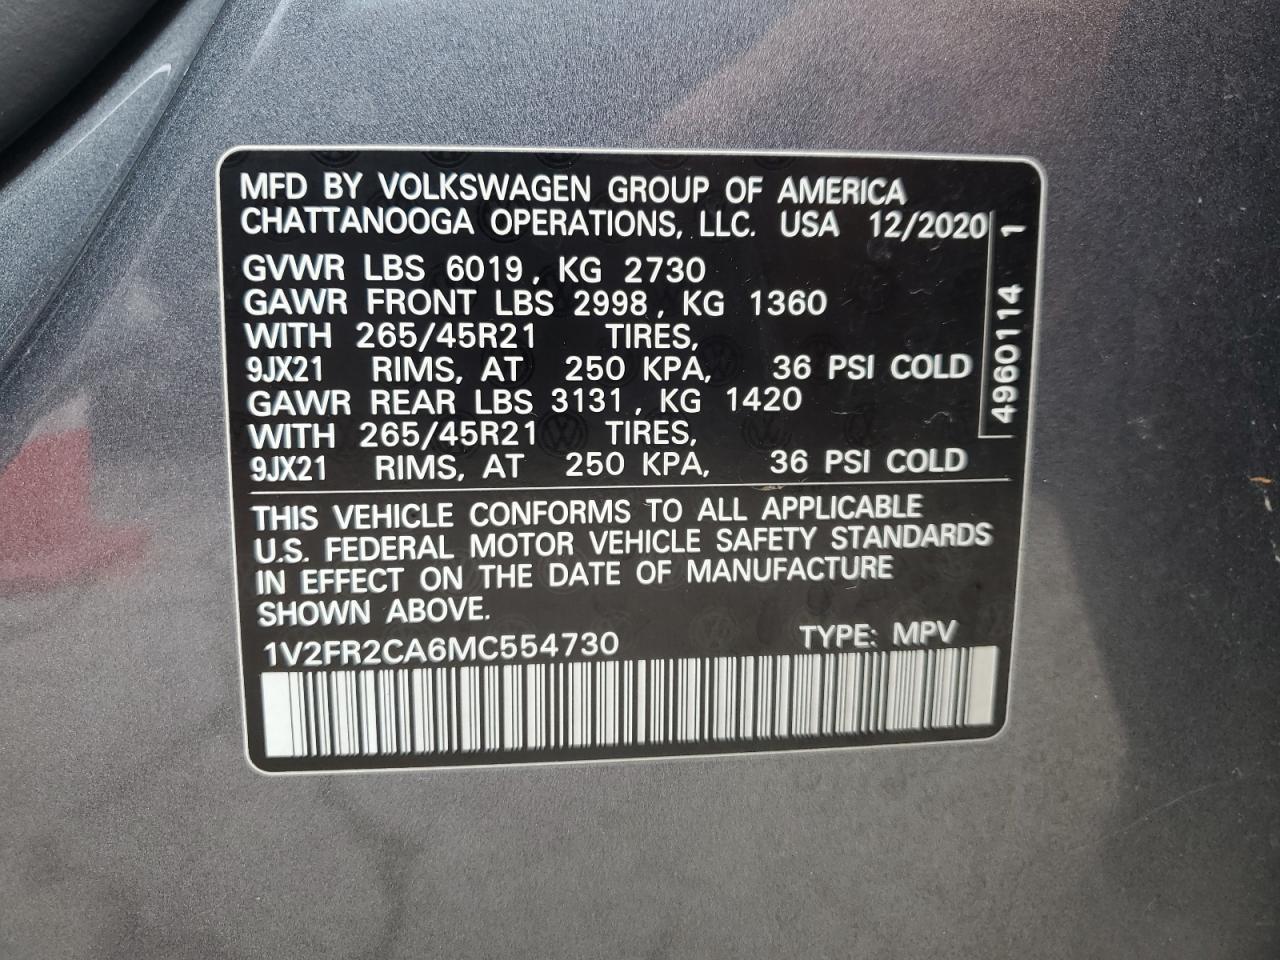 MFD BY VOLKSWAGEN GROUP OF AMERICA
CHATTANOOGA OPERATIONS, LLC. USA 12/2020
GVWR LBS 6019, KG 2730
GAWR FRONT LBS 2998, KG 1360
WITH 265/45R21 TIRES,
9JX21 RIMS, AT 250 KPA, 36 PSI COLD
GAWR REAR LBS 3131, KG 1420
WITH 265/45R21 TIRES,
9JX21 RIMS, AT 250 KPA, 36 PSI COLD
4960114 1
THIS VEHICLE CONFORMS TO ALL APPLICABLE
U.S. FEDERAL MOTOR VEHICLE SAFETY STANDARDS
IN EFFECT ON THE DATE OF MANUFACTURE
SHOWN ABOVE.
1V2FR2CA6MC554730 TYPE: MPV